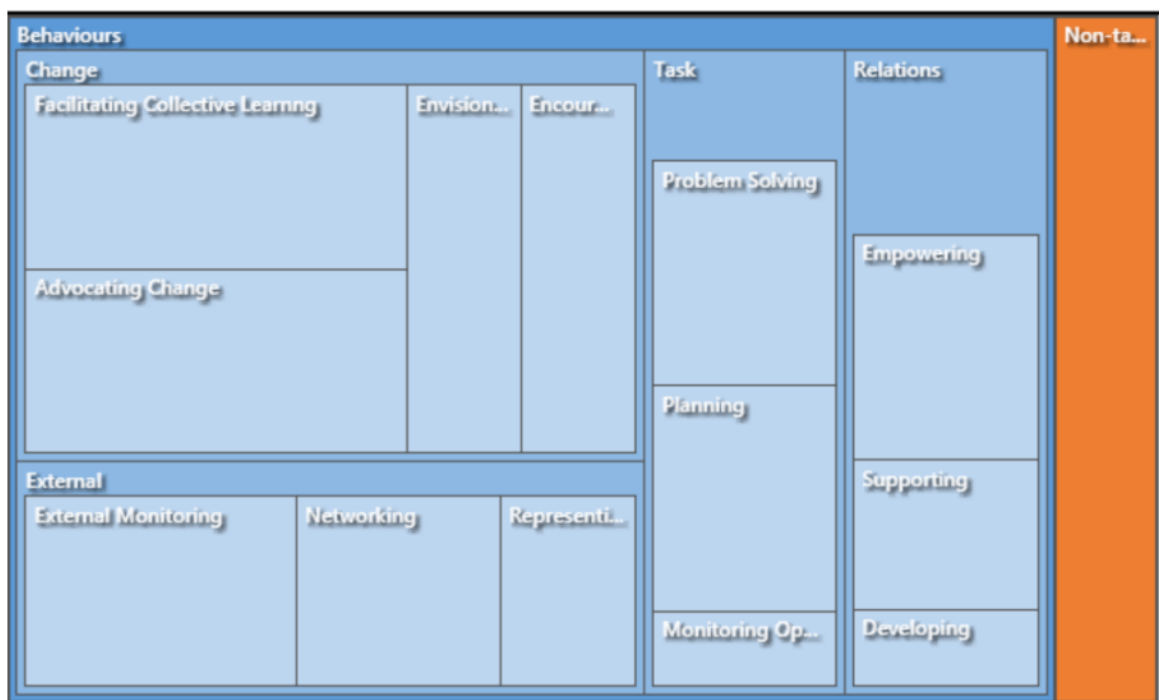 Behaviours
Non-ta...
Change
Facilitating Collective Learnng
Envision...
Encour...
Advocating Change
Task
Problem Solving
Planning
Monitoring Op...
Relations
Empowering
Supporting
Developing
External
External Monitoring
Networking
Representi...